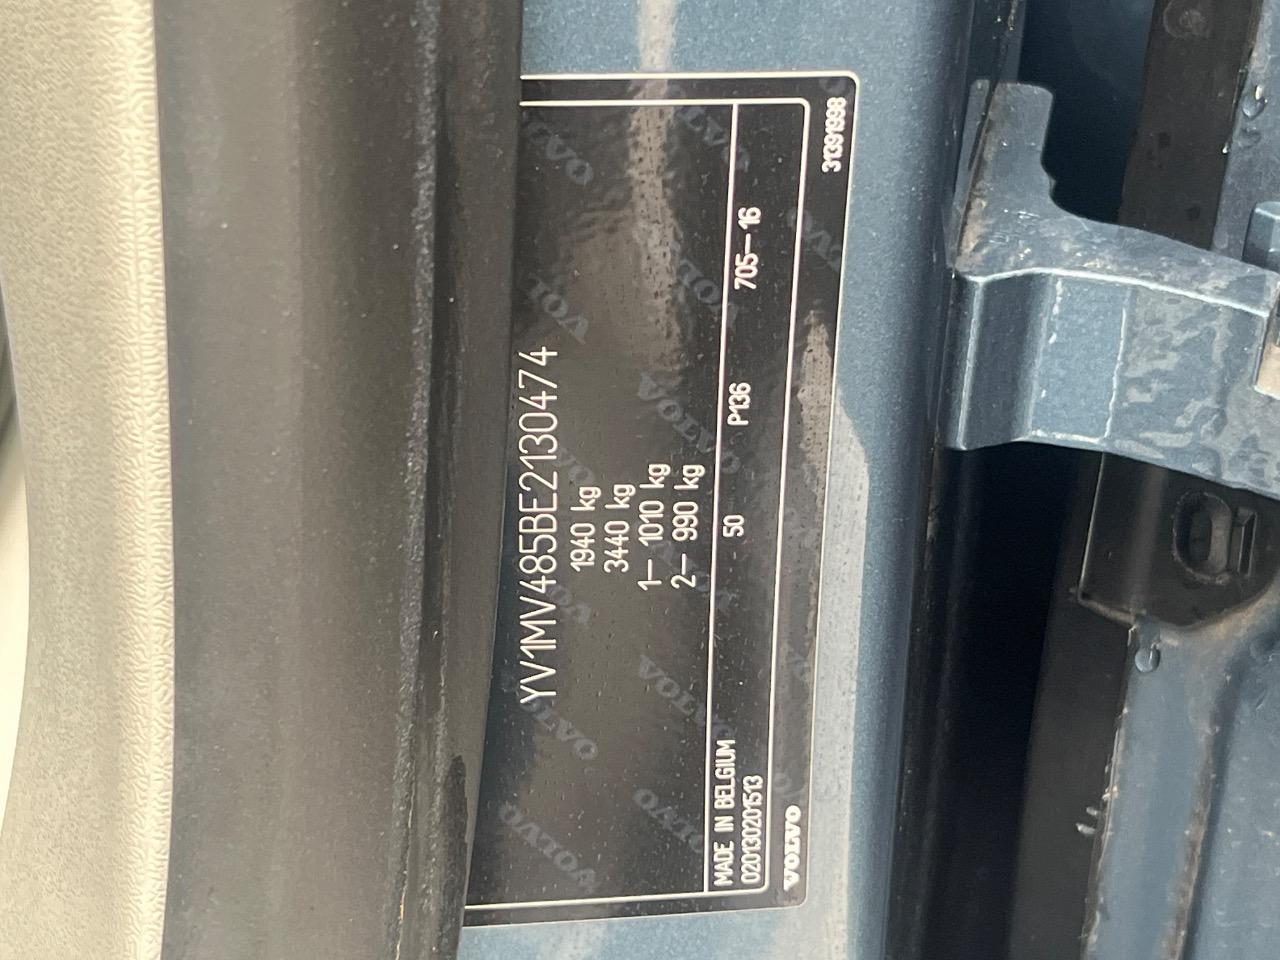 YV1MV485BE2130474
1940 kg
3440 kg
1— 1010 kg
2— 990 kg
MADE IN BELGIUM 50 P136 705—16
020130201513
VOLVO 31391998